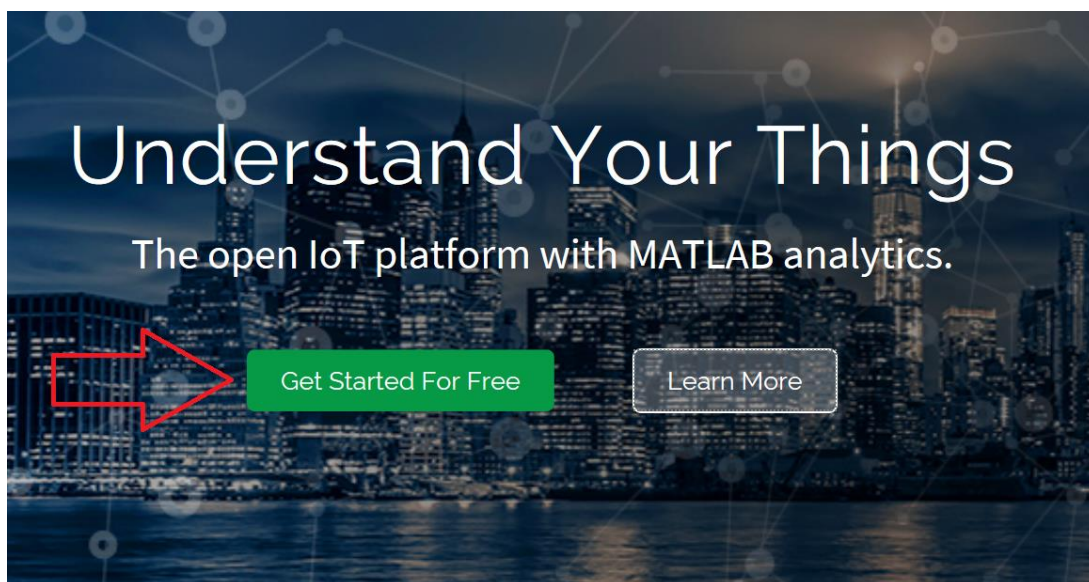 Understand Your Things
The open IoT platform with MATLAB analytics.
Get Started For Free
Learn More